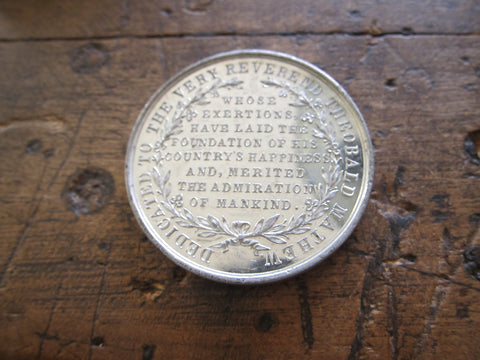 DEDICATED TO THE VERY REVEREND THEOBALD MATHEW.
WHOSE
EXERTIONS
HAVE LAID THE
FOUNDATION OF HIS
COUNTRY'S HAPPINESS
AND, MERITED
THE ADMIRATION
OF MANKIND.